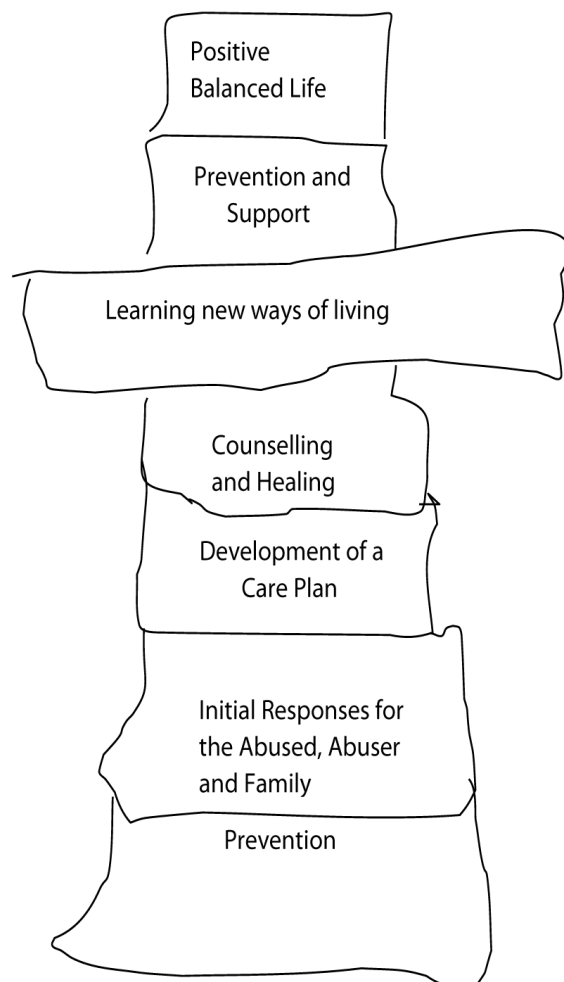 Positive
Balanced Life
Prevention and
Support
Learning new ways of living
Counselling
and Healing
Development of a
Care Plan
Initial Responses for
the Abused, Abuser
and Family
Prevention